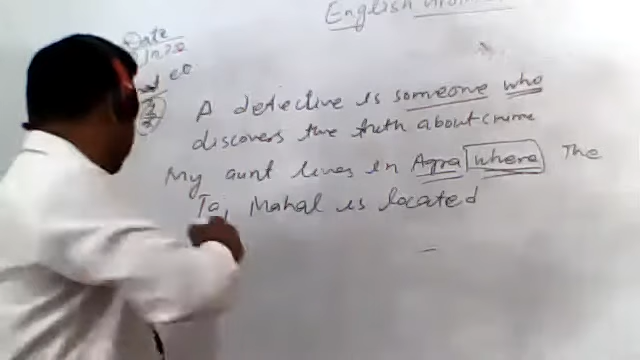 English
Date
A detective is someone who
discovers the truth about crime
My aunt lives in Agra where The
Taj Mahal is located